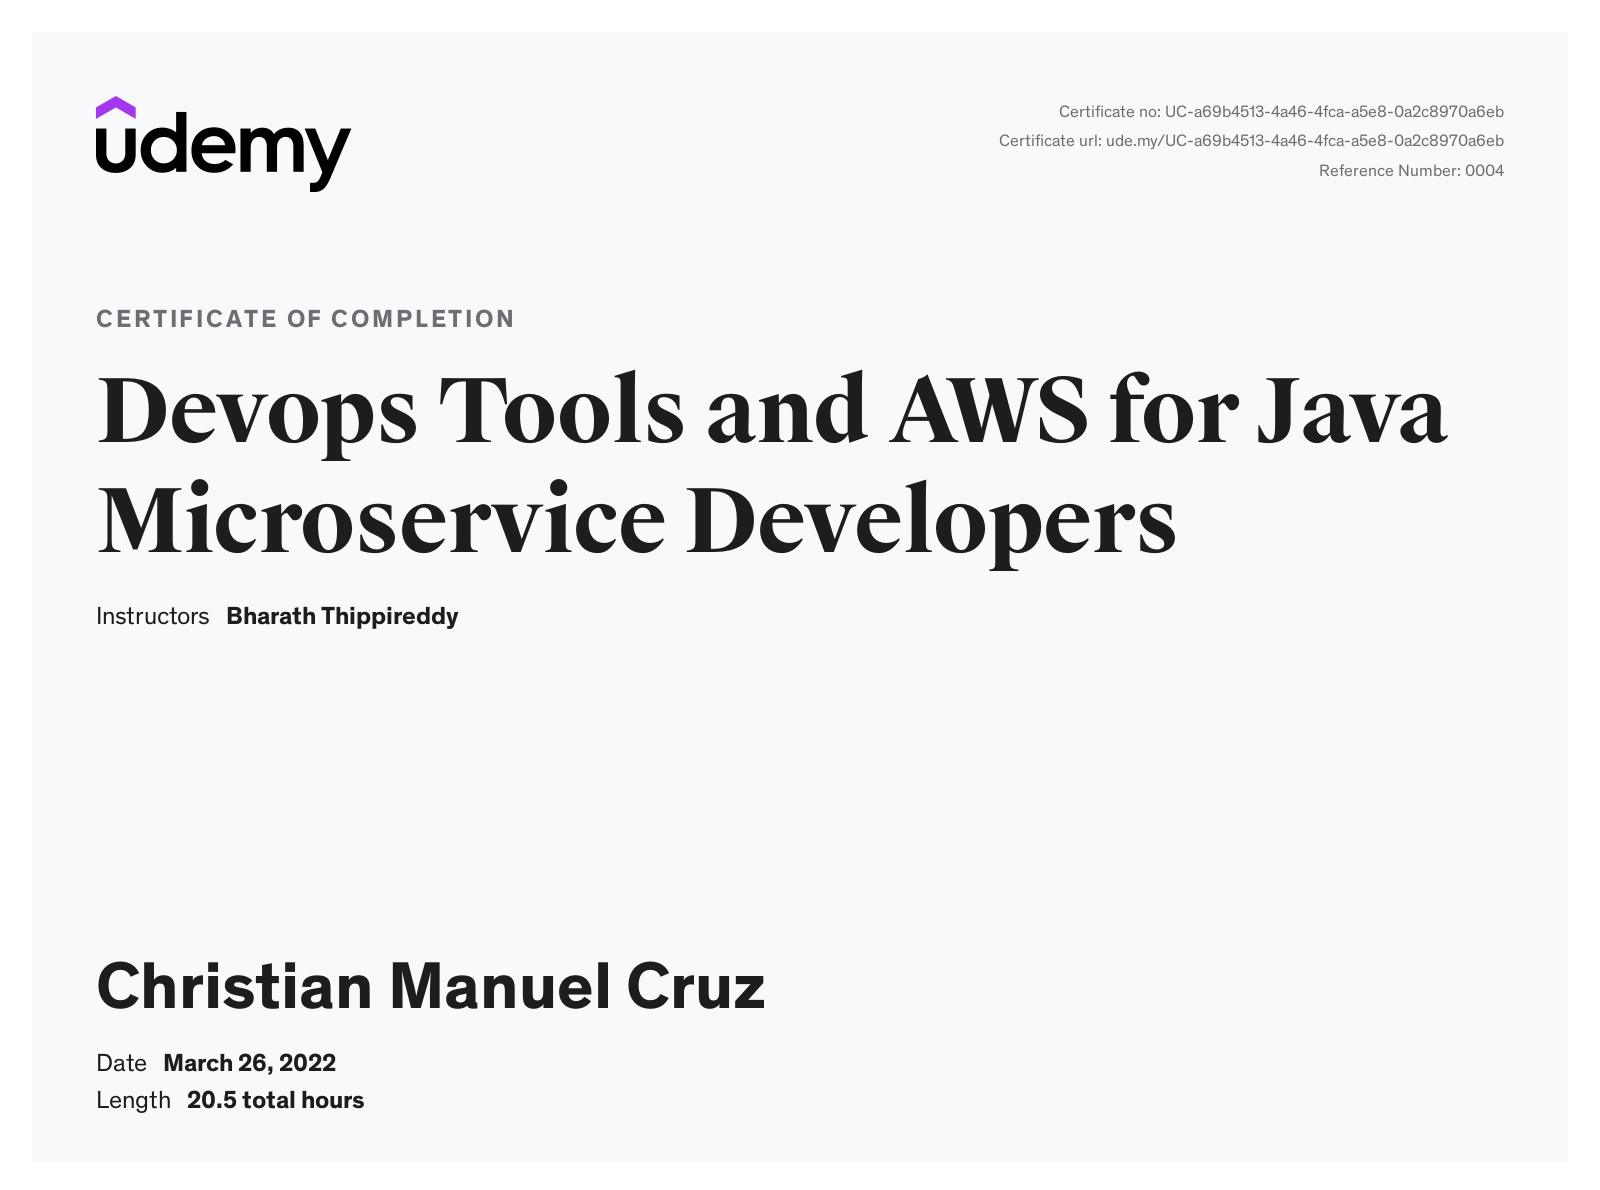 udemy
Certificate no: UC-a69b4513-4a46-4fca-a5e8-0a2c8970a6eb
Certificate url: ude.my/UC-a69b4513-4a46-4fca-a5e8-0a2c8970a6eb
Reference Number: 0004
CERTIFICATE OF COMPLETION
Devops Tools and AWS for Java
Microservice Developers
Instructors Bharath Thippireddy
Christian Manuel Cruz
Date March 26, 2022
Length 20.5 total hours